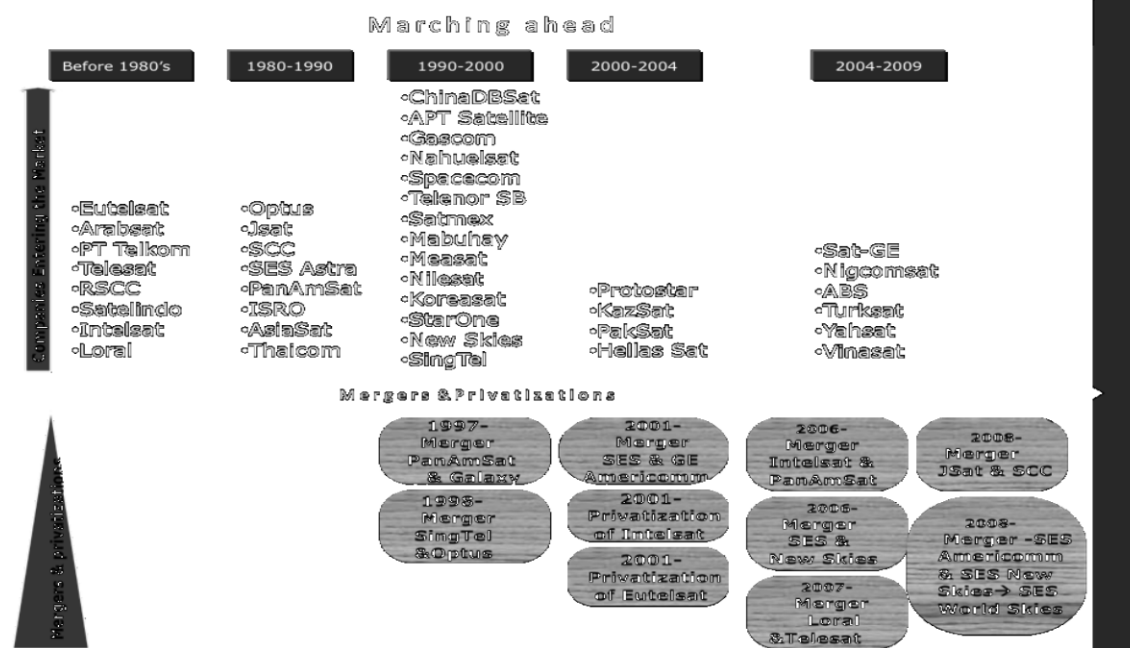 Marching ahead
Before 1980's
1980-1990
1990-2000
2000-2004
2004-2009
Companies Entering the Market
•Eutelsat
•Arabsat
•PT Telkom
•Telesat
•RSCC
•Satelindo
•Intelsat
•Loral
•Optus
•Jsat
•SCC
•SES Astra
•PanAmSat
•ISRO
•AsiaSat
•Thaicom
•ChinaDBSat
•APT Satellite
•Gascom
•Nahuelsat
•Spacecom
•Telenor SB
•Satmex
•Mabuhay
•Measat
•Nilesat
•Koreasat
•StarOne
•New Skies
•SingTel
•Protostar
•KazSat
•PakSat
•Hellas Sat
•Sat-GE
•Nigcomsat
•ABS
•Turksat
•Yahsat
•Vinasat
Mergers &Privatizations
Mergers & privatizations
1997-
Merger
PanAmSat
& Galaxy
1998-
Merger
SingTel
&Optus
2001-
Merger
SES & GE
Americomm
2001-
Privatization
of Intelsat
2001-
Privatization
of Eutelsat
2006-
Merger
Intelsat &
PanAmSat
2006-
Merger
SES &
New Skies
2007-
Merger
Loral
&Telesat
2008-
Merger
JSat & SCC
2008-
Merger -SES
Americomm
& SES New
Skies→ SES
World Skies